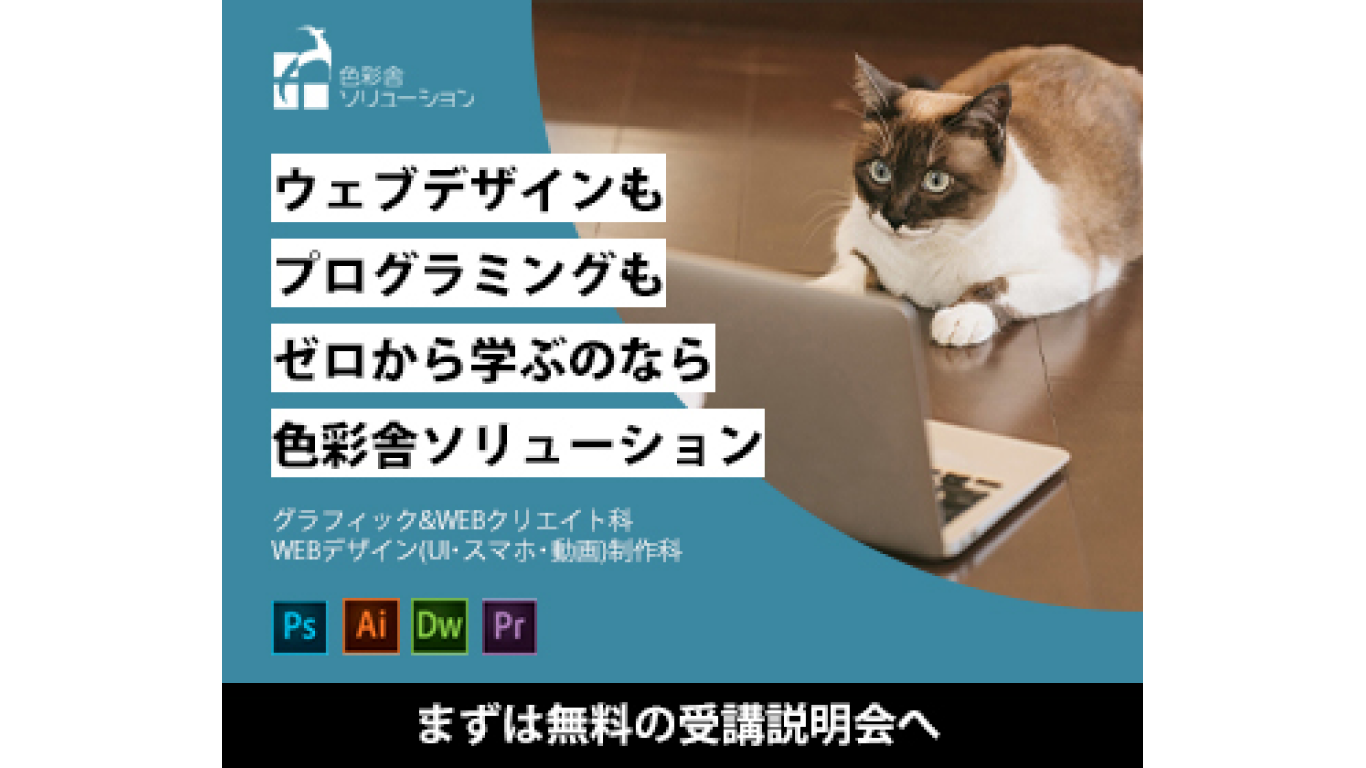 色彩舎
ソリューション
ウェブデザインも
プログラミングも
ゼロから学ぶのなら
色彩舎ソリューション
グラフィック&WEBクリエイト科
WEBデザイン(UI・スマホ・動画)制作科
Ps Ai Dw Pr
まずは無料の受講説明会へ